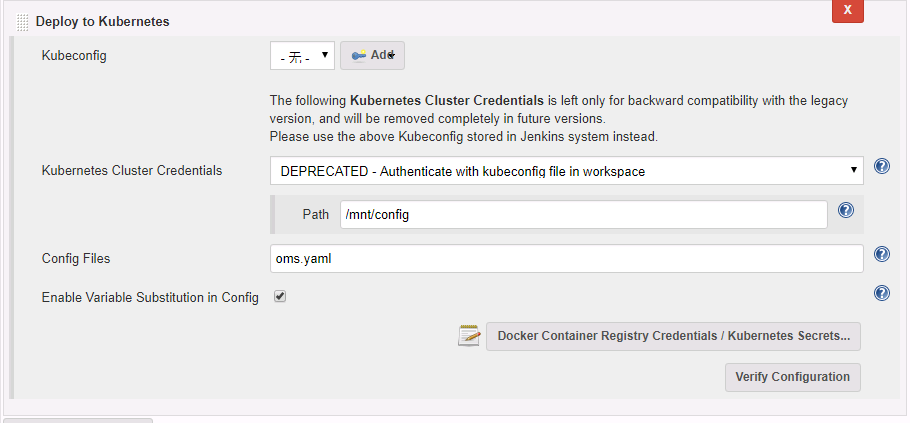 X
Deploy to Kubernetes
Kubeconfig
- 无 -
Add
The following Kubernetes Cluster Credentials is left only for backward compatibility with the legacy
version, and will be removed completely in future versions.
Please use the above Kubeconfig stored in Jenkins system instead.
Kubernetes Cluster Credentials
DEPRECATED - Authenticate with kubeconfig file in workspace
?
Path
/mnt/config
?
Config Files
oms.yaml
?
Enable Variable Substitution in Config
?
Docker Container Registry Credentials / Kubernetes Secrets...
Verify Configuration